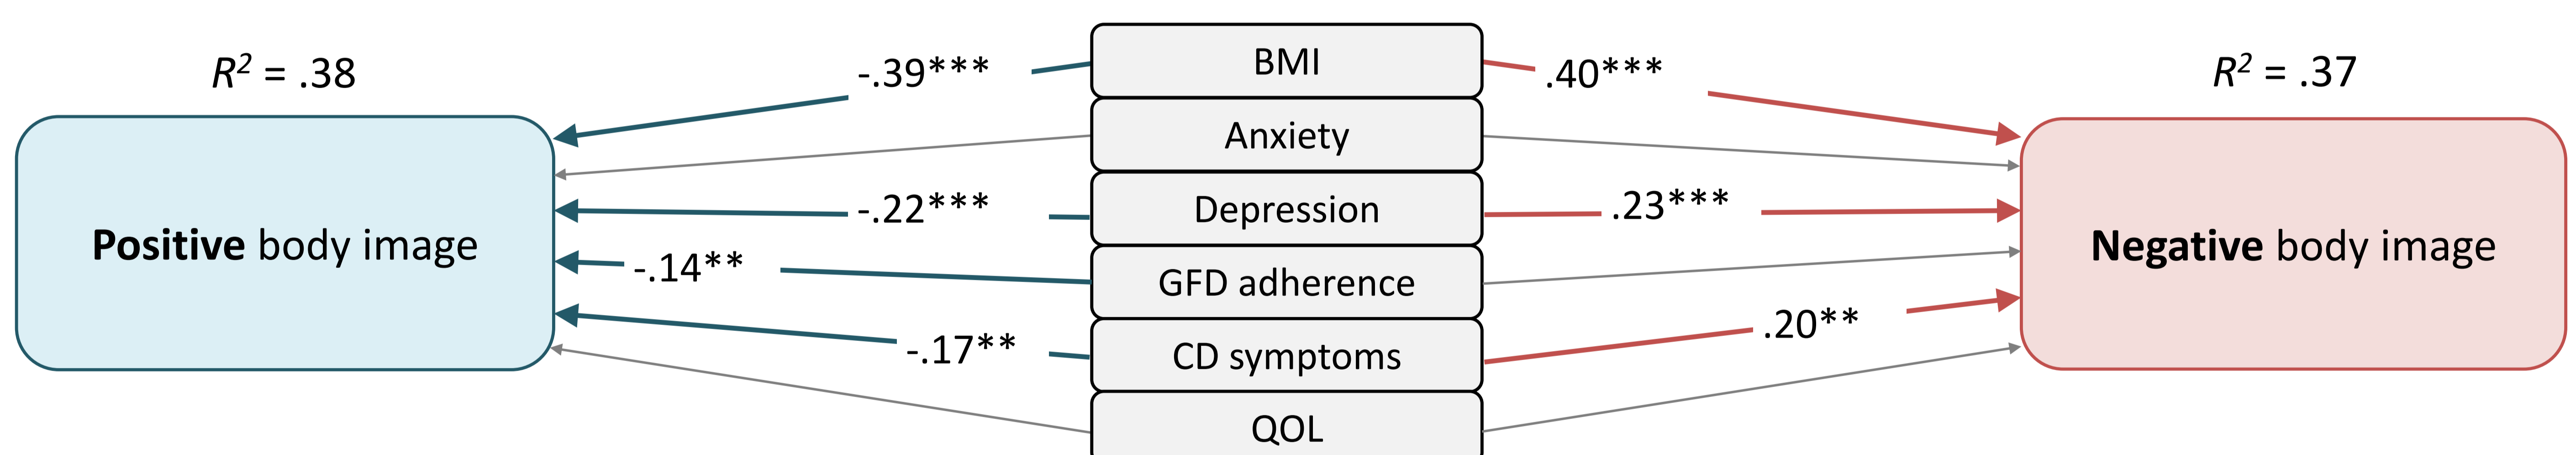 R² = .38
Positive body image
-.39***
-.22***
-.14**
-.17**
BMI
Anxiety
Depression
GFD adherence
CD symptoms
QOL
.40***
.23***
.20**
R² = .37
Negative body image